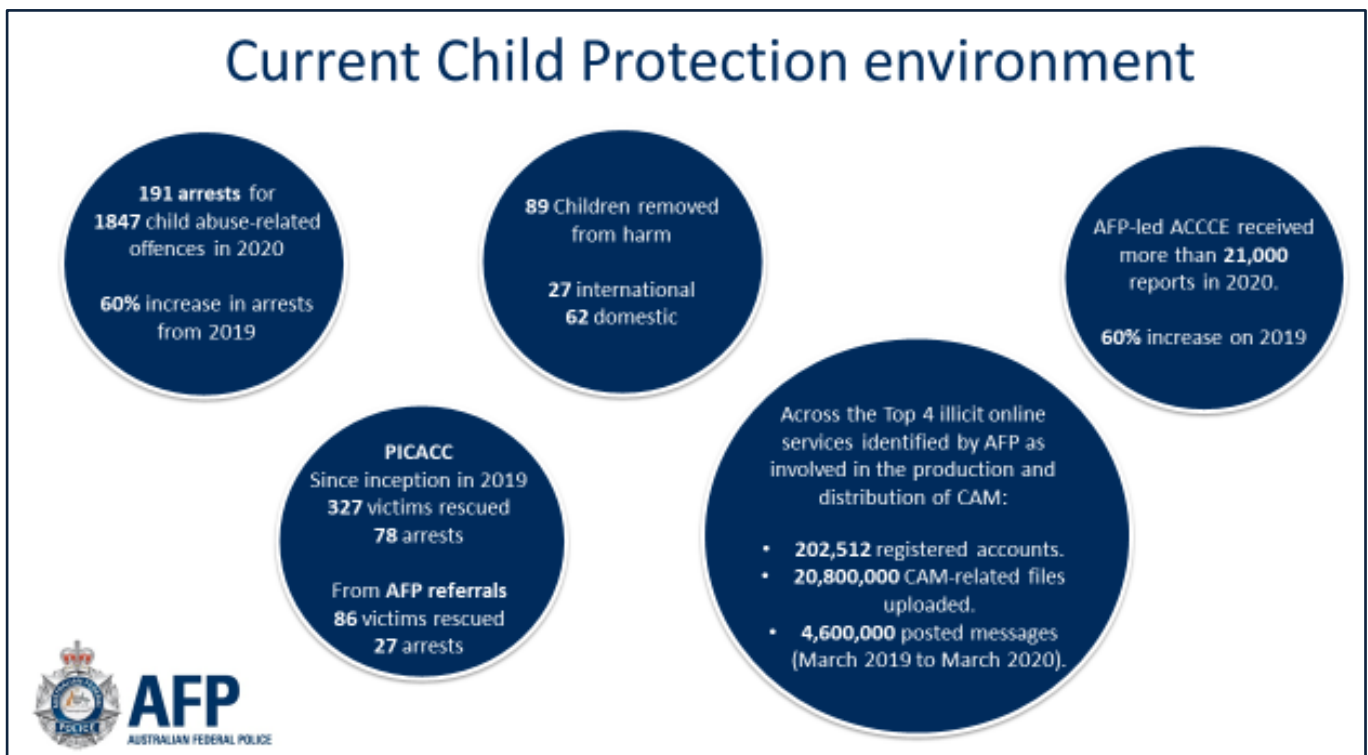 Current Child Protection environment
191 arrests for
1847 child abuse-related
offences in 2020
60% increase in arrests
from 2019
89 Children removed
from harm
27 international
62 domestic
AFP-led ACCCE received
more than 21,000
reports in 2020.
60% increase on 2019
PICACC
Since inception in 2019
327 victims rescued
78 arrests
From AFP referrals
86 victims rescued
27 arrests
Across the Top 4 illicit online
services identified by AFP as
involved in the production and
distribution of CAM:
• 202,512 registered accounts.
• 20,800,000 CAM-related files
uploaded.
• 4,600,000 posted messages
(March 2019 to March 2020).
AUSTRALIAN FEDERAL
POLICE
AFP
AUSTRALIAN FEDERAL POLICE